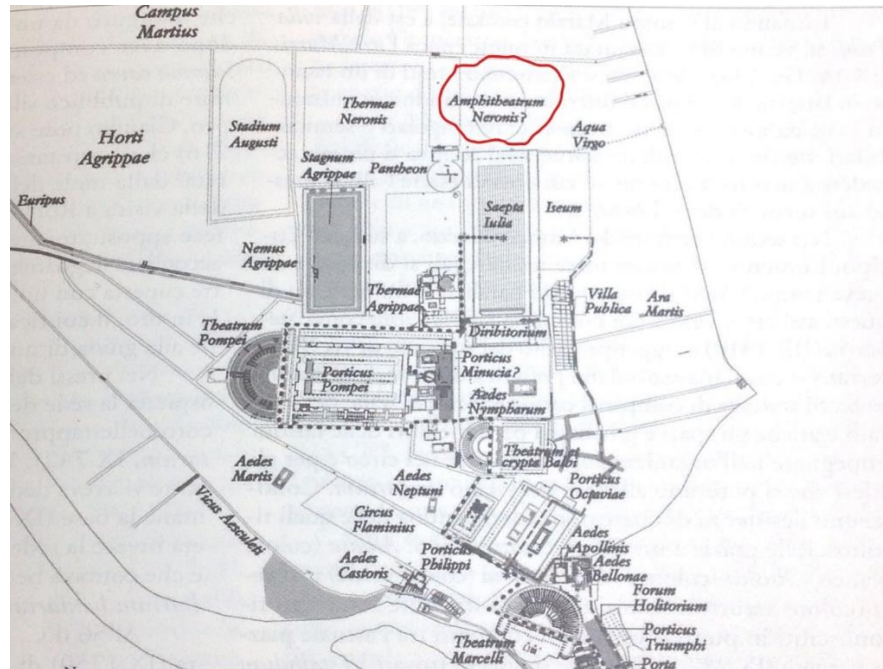 Campus
Martius
Horti
Agrippae
Euripus
Stadium
Augusti
Thermae
Neronis
Amphitheatrum
Neronis?
Aqua
Virgo
Stagnum
Agrippae
Pantheon
Saepta
Iulia
Iseum
Nemus
Agrippae
Thermae
Agrippae
Villa
Publica
Ara
Martis
Theatrum
Pompei
Diribitorium
Porticus
Pompei
Porticus
Minucia?
Aedes
Nympharum
Theatrum et
crypta Balbi
Aedes
Martis
Aedes
Neptuni
Porticus
Octaviae
Vicus Aesculeti
Circus
Flaminius
Porticus
Philippi
Aedes
Apollinis
Aedes
Bellonae
Aedes
Castoris
Forum
Holitorium
Theatrum
Marcelli
Porticus
Triumphi
Porta